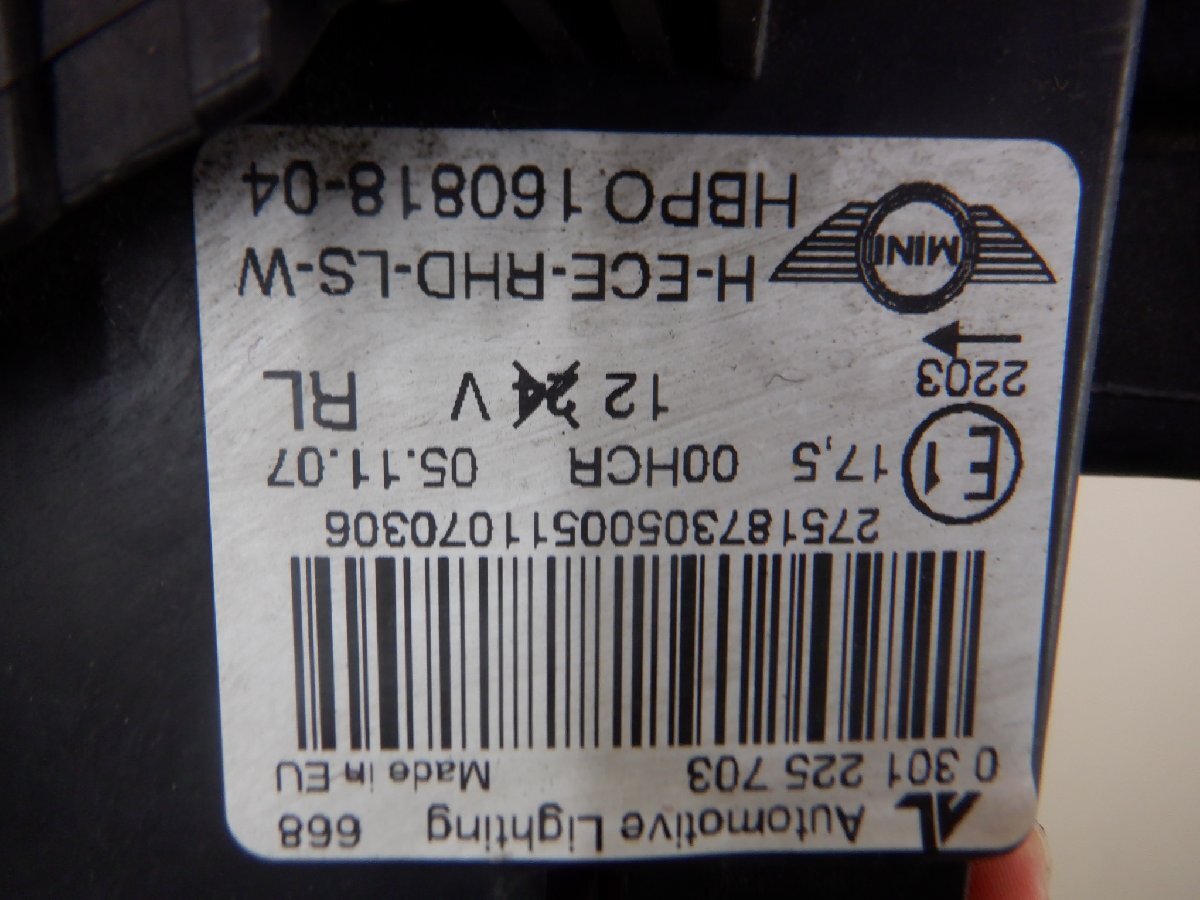 AL Automotive Lighting 668
0 301 225 703 Made in EU
27518730500511070306
E1 17,5 00HCR 05.11.07
2203 12 24 V RL
H-ECE-RHD-LS-W
MINI HBPO 160818-04